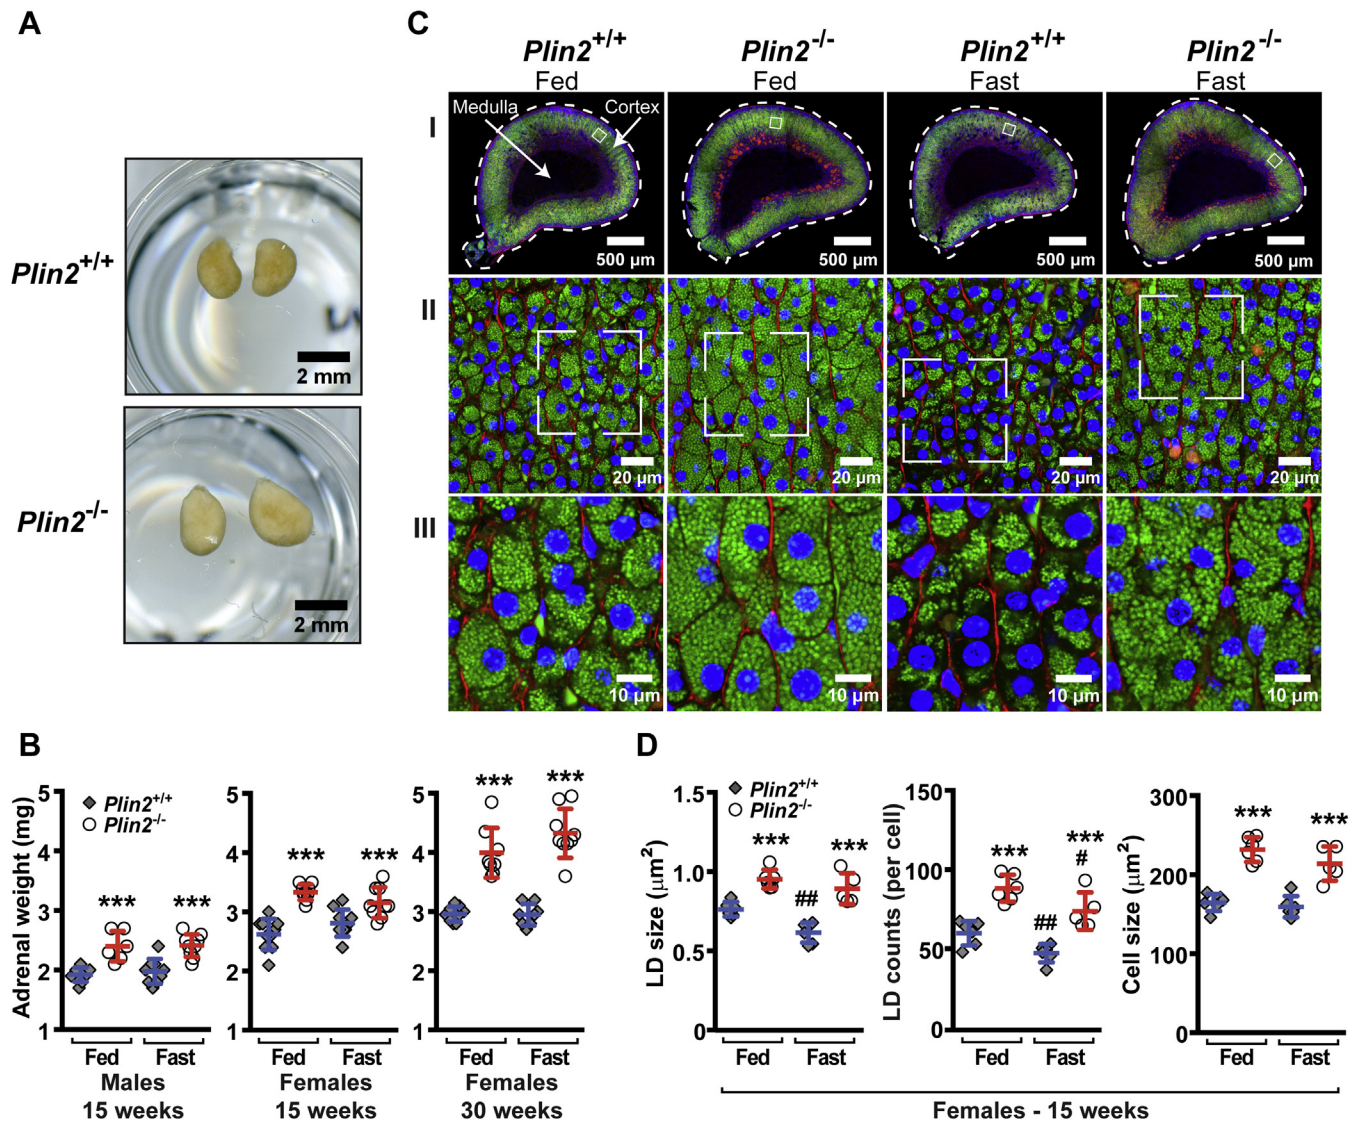 A
Plin2+/+
2 mm
Plin2-/-
2 mm
C
Plin2+/+ Plin2-/- Plin2+/+ Plin2-/-
Fed Fed Fast Fast
I
Medulla Cortex
500 µm 500 µm 500 µm 500 µm
II
20 µm 20 µm 20 µm 20 µm
III
10 µm 10 µm 10 µm 10 µm
B
Adrenal weight (mg)
Plin2+/+
Plin2-/-
5
4
3
2
1
*** ***
Fed Fast
Males
15 weeks
5
4
3
2
1
*** ***
Fed Fast
Females
15 weeks
5
4
3
2
1
*** ***
Fed Fast
Females
30 weeks
D
LD size (µm2)
Plin2+/+
Plin2-/-
1.5
1.0
0.5
0
*** ## ***
Fed Fast
LD counts (per cell)
150
100
50
0
*** ## ***
#
Fed Fast
Cell size (µm2)
300
200
100
0
*** ***
Fed Fast
Females - 15 weeks